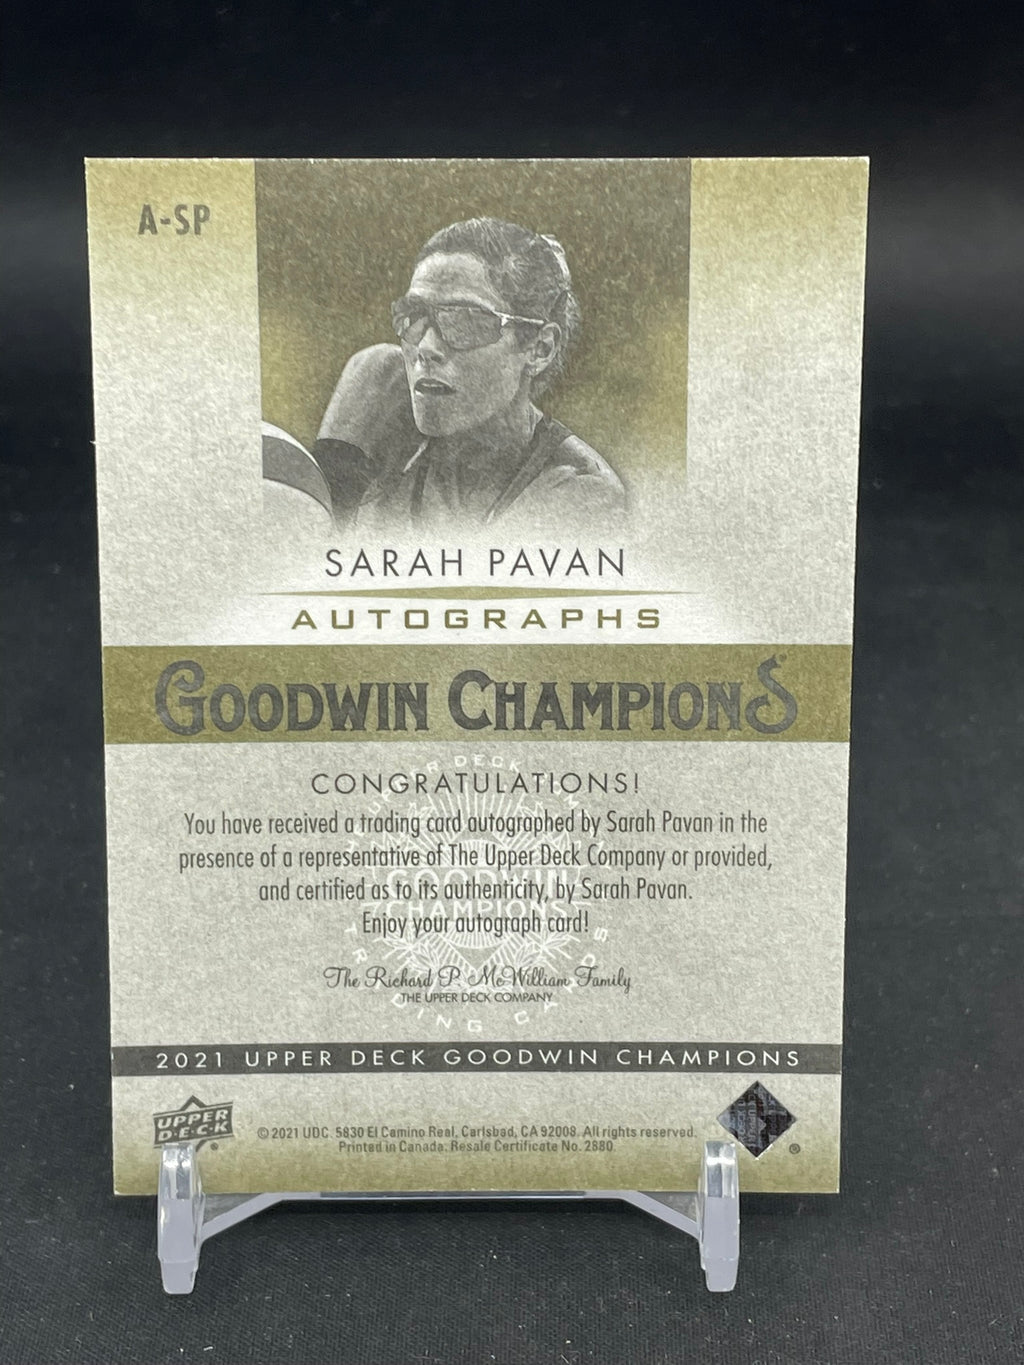 A-SP
SARAH PAVAN
AUTOGRAPHS
GOODWIN CHAMPIONS
CONGRATULATIONS!
You have received a trading card autographed by Sarah Pavan in the
presence of a representative of The Upper Deck Company or provided,
and certified as to its authenticity, by Sarah Pavan.
Enjoy your autograph card!
GOODWIN
CHAMPIONS
The Richard P. McWilliam Family
THE UPPER DECK COMPANY
2021 UPPER DECK GOODWIN CHAMPIONS
UPPER
D·E·C·K
©2021 UDC. 5830 El Camino Real, Carlsbad, CA 92008. All rights reserved.
Printed in Canada. Resale Certificate No. 2880.